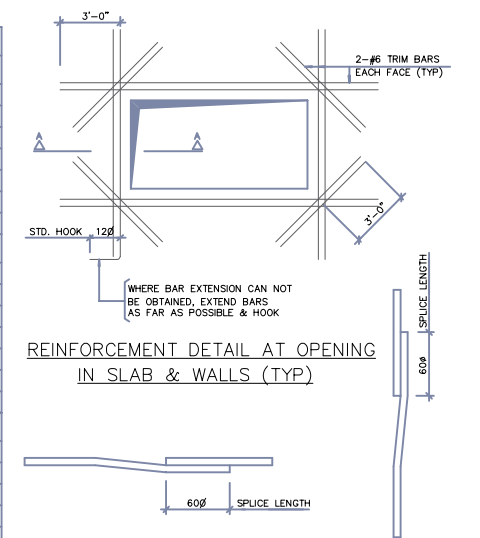 3'-0"
2-#6 TRIM BARS
EACH FACE (TYP)
A
A
3'-0"
STD. HOOK
12Ø
WHERE BAR EXTENSION CAN NOT
BE OBTAINED, EXTEND BARS
AS FAR AS POSSIBLE & HOOK
REINFORCEMENT DETAIL AT OPENING
IN SLAB & WALLS (TYP)
SPLICE LENGTH
60Ø
60Ø
SPLICE LENGTH